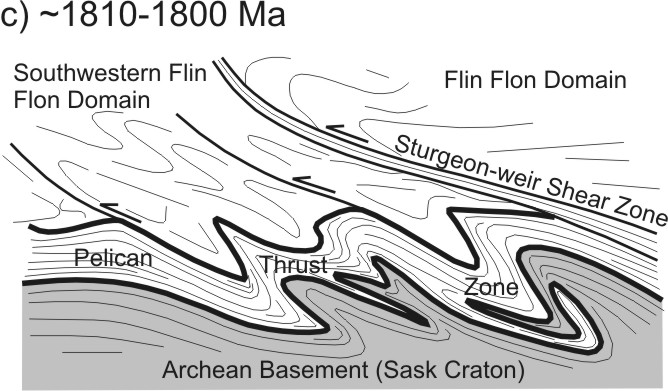 c) ~1810-1800 Ma
Southwestern Flin
Flon Domain
Flin Flon Domain
Sturgeon-weir Shear Zone
Pelican
Thrust
Zone
Archean Basement (Sask Craton)